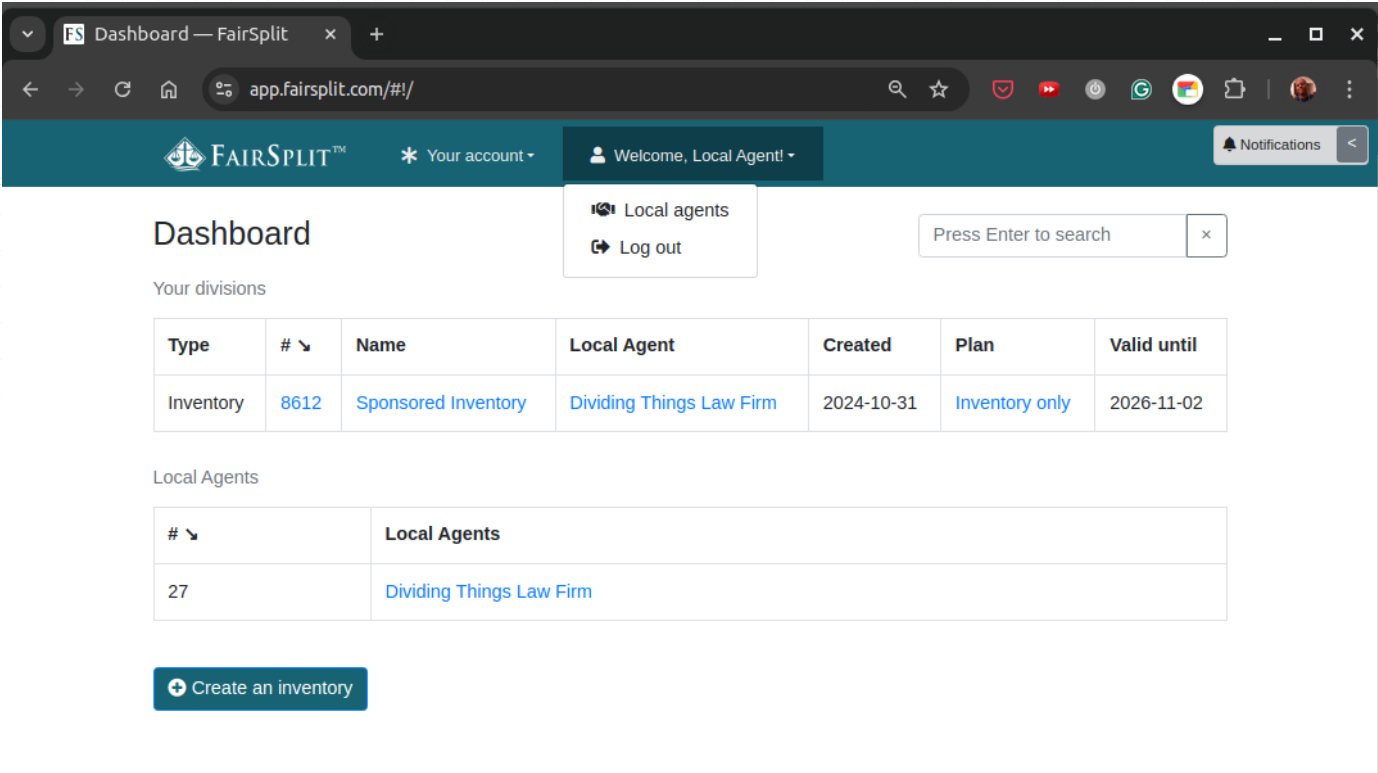 FS Dashboard — FairSplit × +
app.fairsplit.com/#!/
FAIRSPLIT™ Your account Welcome, Local Agent! Notifications <
Local agents
Log out
Dashboard Press Enter to search ×
Your divisions
Type # ↘ Name Local Agent Created Plan Valid until
Inventory 8612 Sponsored Inventory Dividing Things Law Firm 2024-10-31 Inventory only 2026-11-02
Local Agents
# ↘ Local Agents
27 Dividing Things Law Firm
Create an inventory